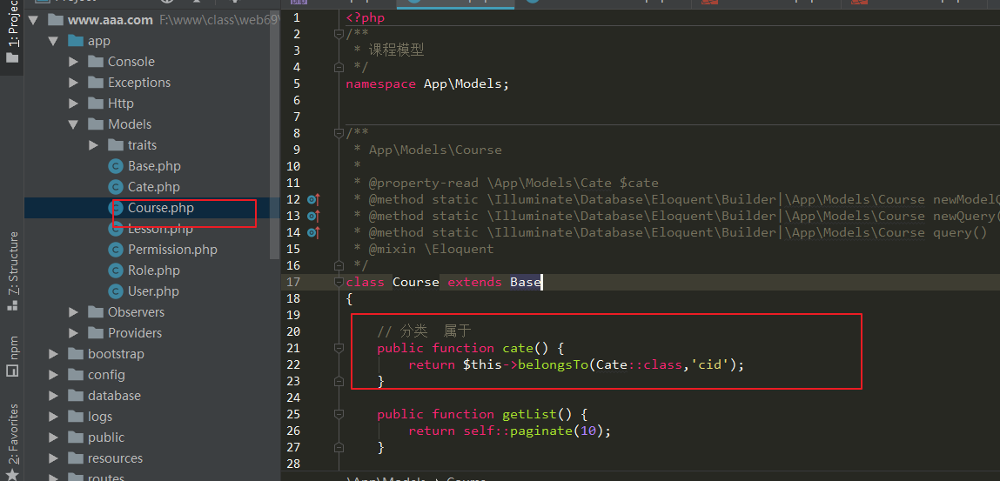 www.aaa.com F:\www\class\web69\
app
Console
Exceptions
Http
Models
traits
Base.php
Cate.php
Course.php
Lesson.php
Permission.php
Role.php
User.php
Observers
Providers
bootstrap
config
database
logs
public
resources
routes
Z: Structure
npm
2: Favorites
1 <?php
2 /**
3 * 课程模型
4 */
5 namespace App\Models;
6
7
8 /**
9 * App\Models\Course
10 *
11 * @property-read \App\Models\Cate $cate
12 * @method static \Illuminate\Database\Eloquent\Builder|\App\Models\Course newModelQ
13 * @method static \Illuminate\Database\Eloquent\Builder|\App\Models\Course newQuery(
14 * @method static \Illuminate\Database\Eloquent\Builder|\App\Models\Course query()
15 * @mixin \Eloquent
16 */
17 class Course extends Base
18 {
19
20 // 分类 属于
21 public function cate() {
22 return $this->belongsTo(Cate::class,'cid');
23 }
24
25 public function getList() {
26 return self::paginate(10);
27 }
28
\App\Models › Course